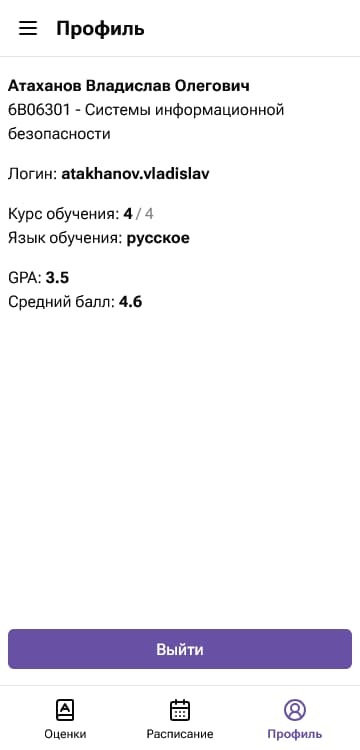 Профиль
Атаханов Владислав Олегович
6B06301 - Системы информационной
безопасности
Логин: atakhanov.vladislav
Курс обучения: 4 / 4
Язык обучения: русское
GPA: 3.5
Средний балл: 4.6
Выйти
Оценки
Расписание
Профиль